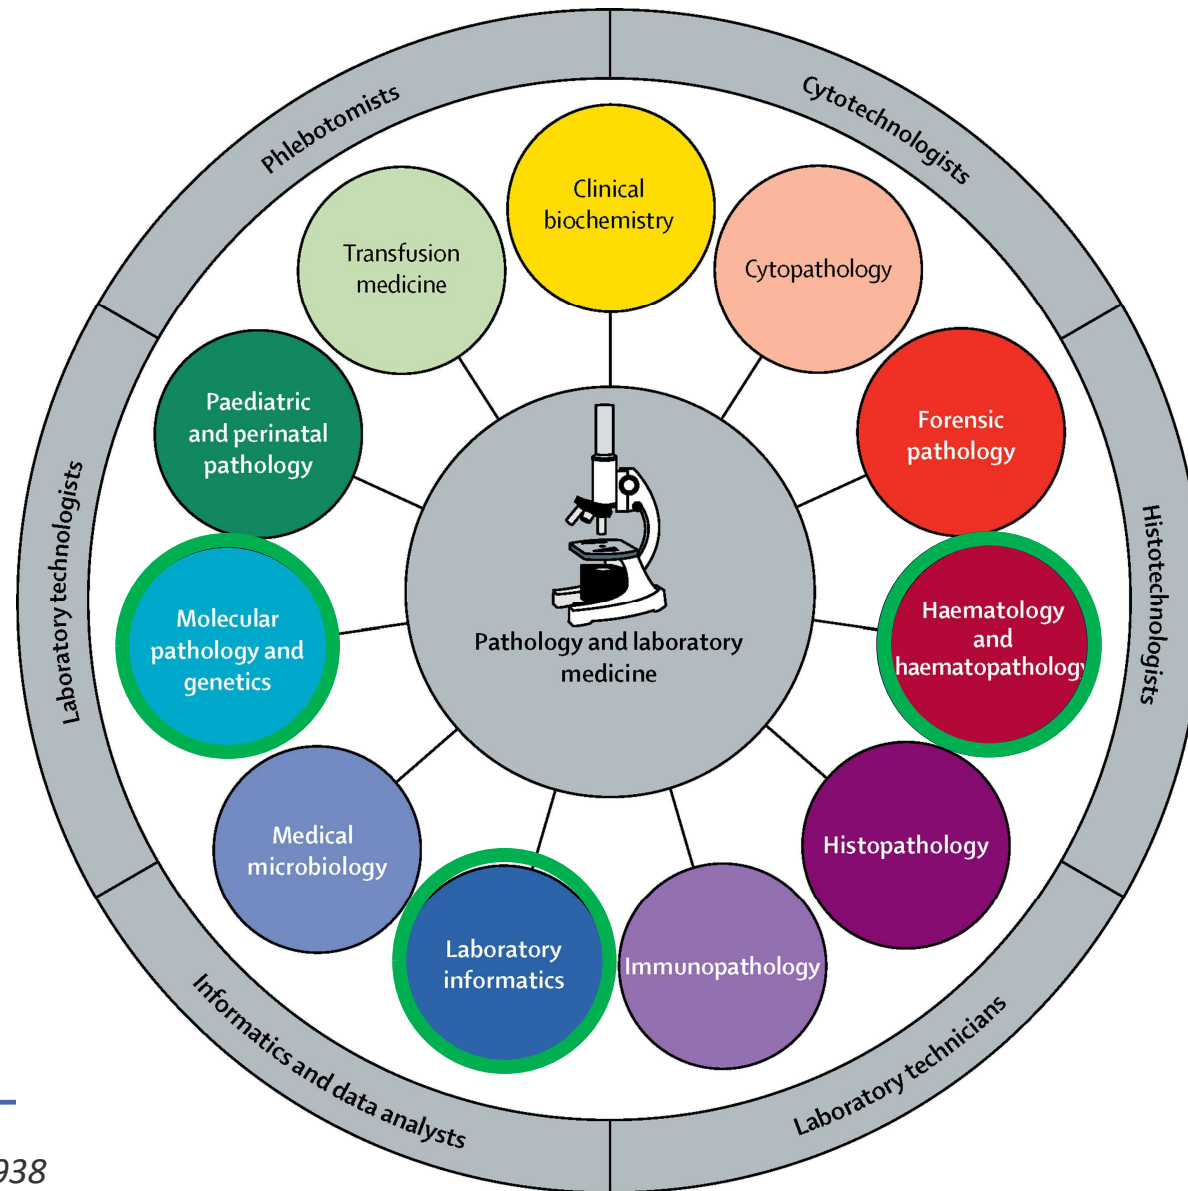 Phlebotomists
Cytotechnologists
Clinical
biochemistry
Transfusion
medicine
Cytopathology
Paediatric
and perinatal
pathology
Forensic
pathology
Laboratory technologists
Histotechnologists
Molecular
pathology and
genetics
Haematology
and
haematopathology
Pathology and laboratory
medicine
Medical
microbiology
Histopathology
Laboratory
informatics
Immunopathology
Informatics and data analysts
Laboratory technicians
938